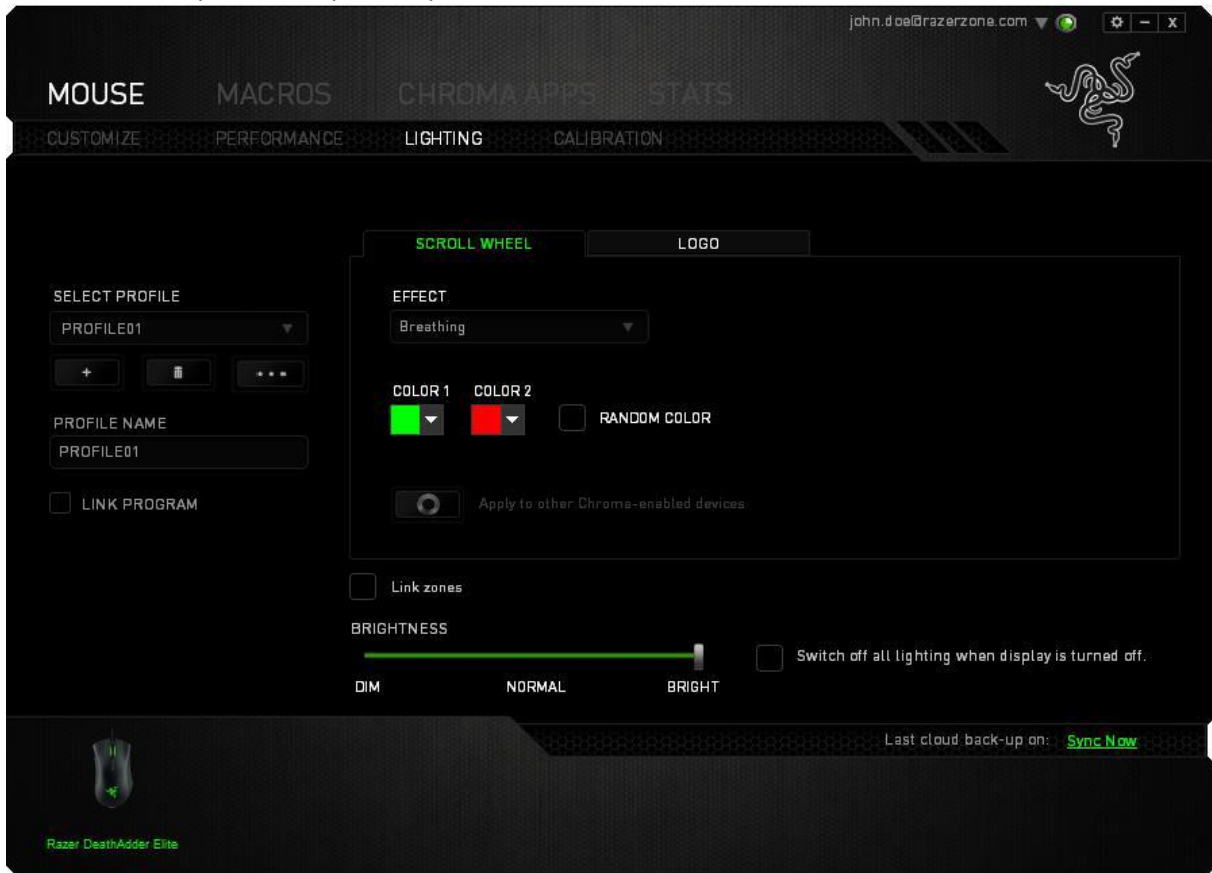 john.doe@razerzone.com
MOUSE MACROS CHROMA APPS STATS
CUSTOMIZE PERFORMANCE LIGHTING CALIBRATION
SCROLL WHEEL LOGO
SELECT PROFILE
PROFILE01
PROFILE NAME
PROFILE01
LINK PROGRAM
EFFECT
Breathing
COLOR 1 COLOR 2
RANDOM COLOR
Apply to other Chroma-enabled devices
Link zones
BRIGHTNESS
DIM NORMAL BRIGHT
Switch off all lighting when display is turned off.
Last cloud back-up on: Sync Now
Razer DeathAdder Elite